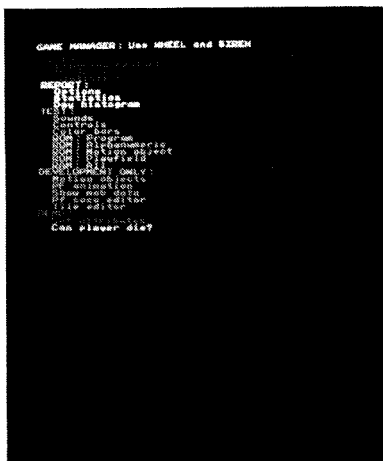 GAME MANAGER: Use WHEEL and SIREN
REPORT:
Options
Statistics
Dev histogram
TEST:
Sounds
Controls
Color bars
ROM: Program
ROM: Alphanumeric
ROM: Motion object
ROM: Playfield
ROM: All
DEVELOPMENT ONLY:
Motion objects
PF animation
Show mob data
PF comp editor
Tile editor
Can player die?